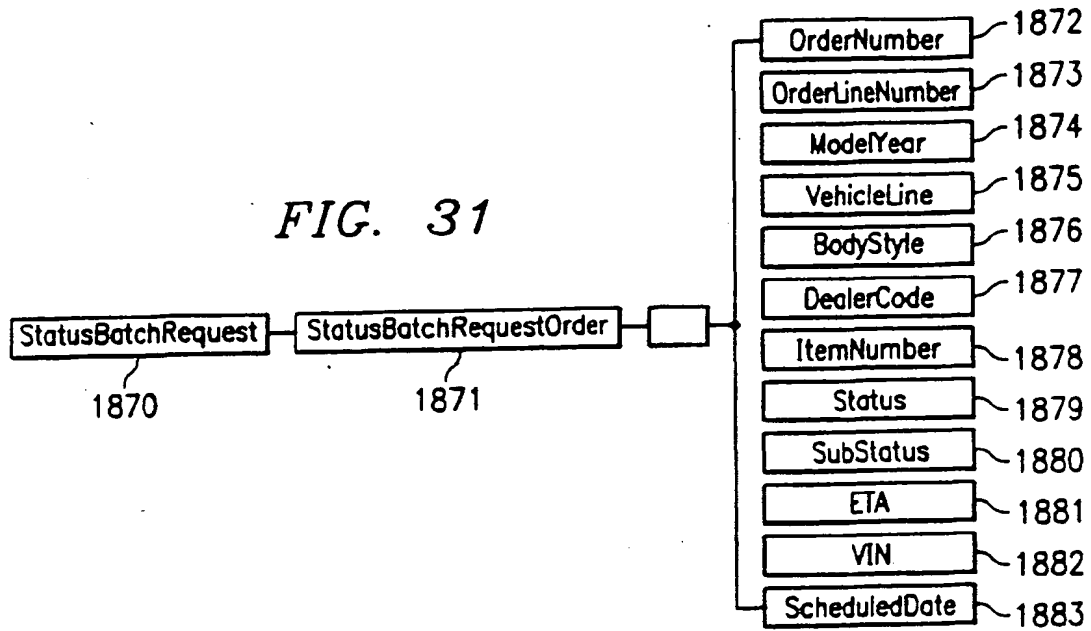 OrderNumber 1872
OrderLineNumber 1873
ModelYear 1874
VehicleLine 1875
FIG. 31
BodyStyle 1876
DealerCode 1877
StatusBatchRequest StatusBatchRequestOrder
ItemNumber 1878
1870 1871
Status 1879
SubStatus 1880
ETA 1881
VIN 1882
ScheduledDate 1883